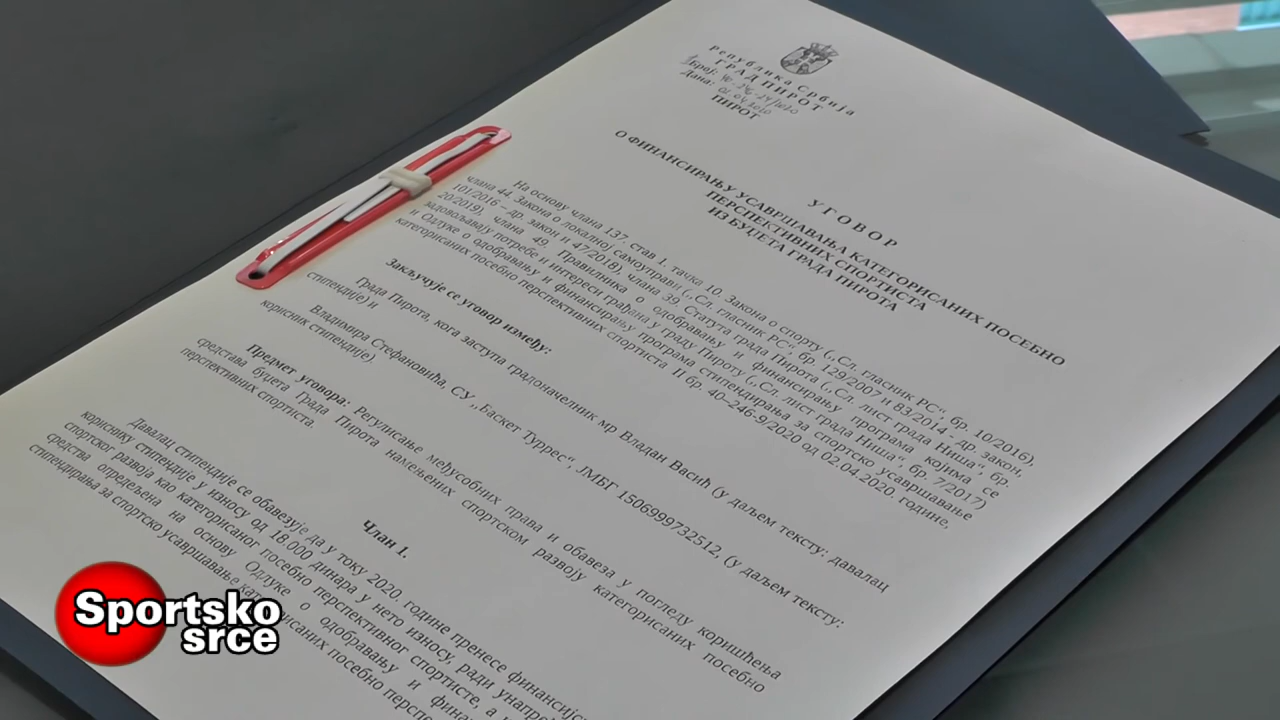 Република Србија
ГРАД ПИРОТ
Број:
Дана:
ПИРОТ
У Г О В О Р
О ФИНАНСИРАЊУ УСАВРШАВАЊА КАТЕГОРИСАНИХ ПОСЕБНО
ПЕРСПЕКТИВНИХ СПОРТИСТА
ИЗ БУЏЕТА ГРАДА ПИРОТА
На основу члана 137. став 1. тачка 10. Закона о спорту („Сл. гласник РС“, бр. 10/2016),
члана 44. Закона о локалној самоуправи („Сл. гласник РС“, бр. 129/2007 и 83/2014 - др. закон,
101/2016 – др. закон и 47/2018), члана 39. Статута града Пирота („Сл. лист града Ниша“, бр.
20/2019), члана 49. Правилника о одобравању и финансирању програма којима се
задовољавају потребе и интереси грађана у граду Пироту („Сл. лист града Ниша“, бр. 7/2017)
и Одлуке о одобравању и финансирању програма стипендирања за спортско усавршавање
категорисаних посебно перспективних спортиста II бр. 40–246-9/2020 од 02.04.2020. године,
Закључује се уговор између:
Града Пирота, кога заступа градоначелник мр Владан Васић (у даљем тексту: давалац
стипендије) и
Владимира Стефановића, СУ „Баскет Туррес“, ЈМБГ 1506999732512, (у даљем тексту:
корисник стипендије)
Предмет уговора: Регулисање међусобних права и обавеза у погледу коришћења
средстава буџета Града Пирота намењених спортском развоју категорисаних посебно
перспективних спортиста.
Члан 1.
Давалац стипендије се обавезује да у току 2020. године пренесе финансијс
кориснику стипендије у износу од 18.000 динара у нето износу, ради унапређ
спортског развоја као категорисаног посебно перспективног спортисте, а
средства опредељена на основу Одлуке о одобравању и фина
стипендирања за спортско усавршавање категорисаних посебно перспе
Sportsko
srce